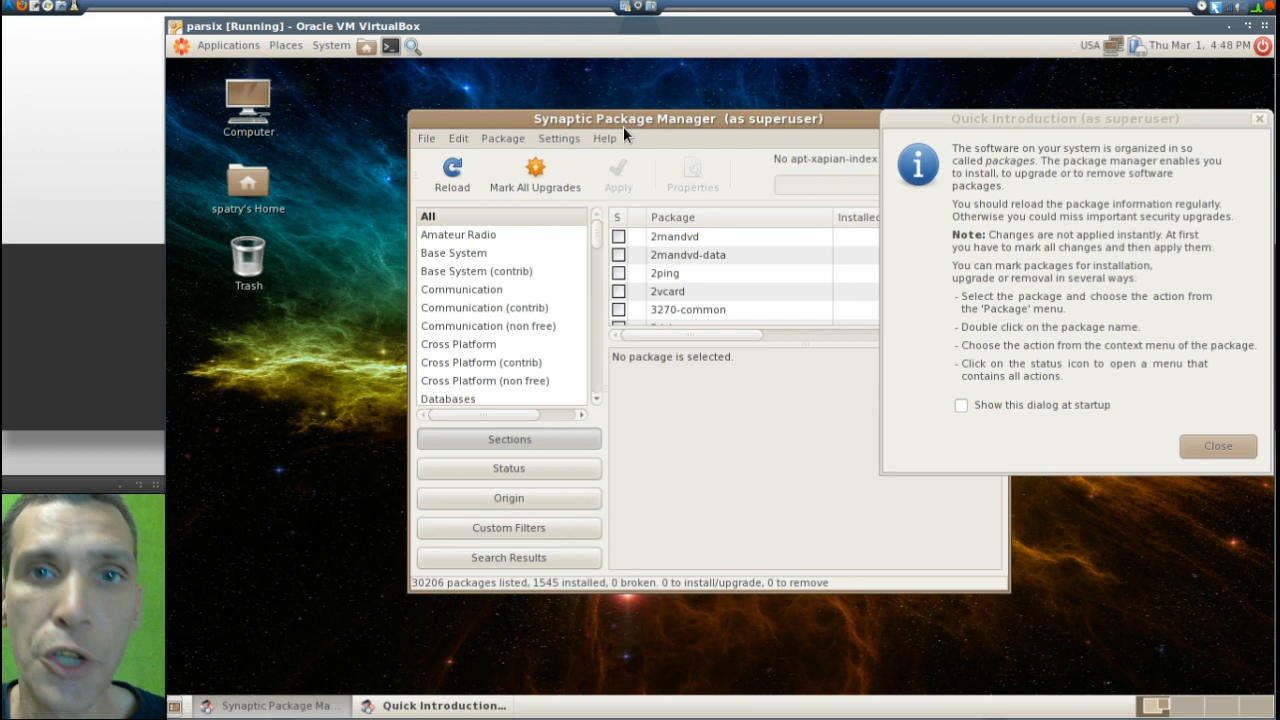 parsix [Running] - Oracle VM VirtualBox
Applications Places System
USA
Thu Mar 1, 4:48 PM
Computer
spatry's Home
Trash
Synaptic Package Manager (as superuser)
File Edit Package Settings Help
Reload
Mark All Upgrades
Apply
Properties
No apt-xapian-index
All
Amateur Radio
Base System
Base System (contrib)
Communication
Communication (contrib)
Communication (non free)
Cross Platform
Cross Platform (contrib)
Cross Platform (non free)
Databases
Sections
Status
Origin
Custom Filters
Search Results
S Package Installed
2mandvd
2mandvd-data
2ping
2vcard
3270-common
No package is selected.
30206 packages listed, 1545 installed, 0 broken. 0 to install/upgrade, 0 to remove
Quick Introduction (as superuser)
The software on your system is organized in so
called packages. The package manager enables you
to install, to upgrade or to remove software
packages.
You should reload the package information regularly.
Otherwise you could miss important security upgrades.
Note: Changes are not applied instantly. At first
you have to mark all changes and then apply them.
You can mark packages for installation,
upgrade or removal in several ways:
- Select the package and choose the action from
the 'Package' menu.
- Double click on the package name.
- Choose the action from the context menu of the package.
- Click on the status icon to open a menu that
contains all actions.
Show this dialog at startup
Close
Synaptic Package Ma...
Quick Introduction...